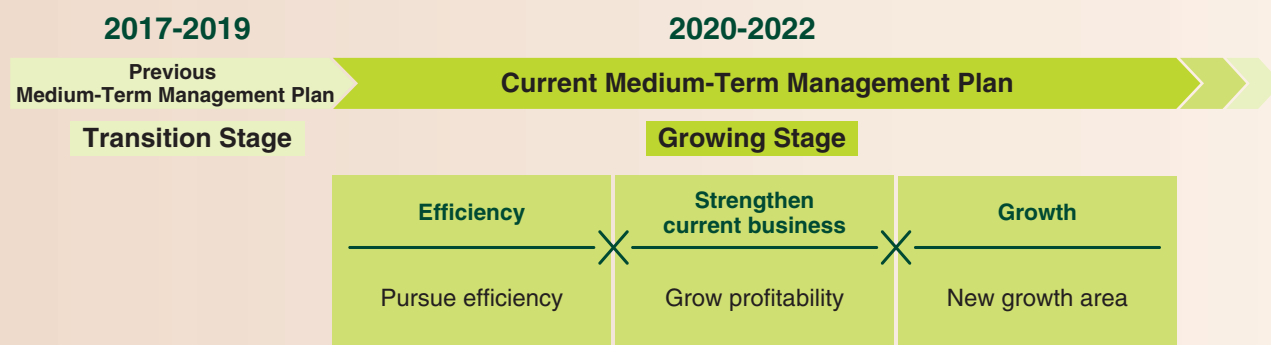 2017-2019
2020-2022
Previous
Medium-Term Management Plan
Current Medium-Term Management Plan
Transition Stage
Growing Stage
Efficiency
Pursue efficiency
Strengthen
current business
Grow profitability
Growth
New growth area